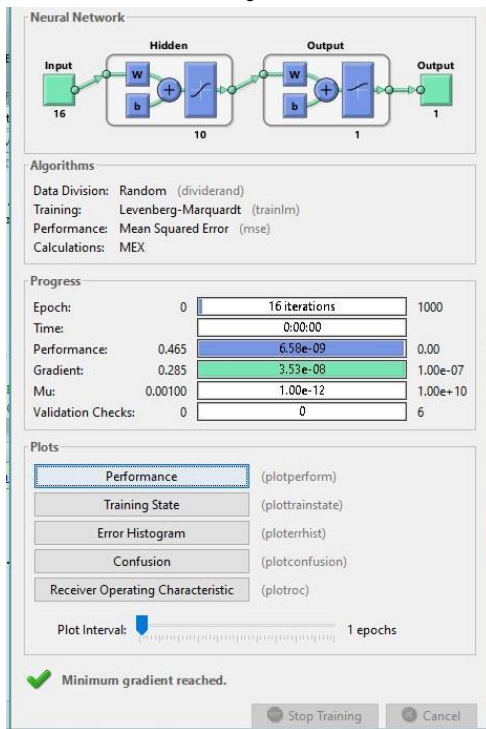 Neural Network
Hidden
Output
Input
Output
W
W
+
+
b
b
16
1
10
1
Algorithms
Data Division: Random (dividerand)
Training: Levenberg-Marquardt (trainlm)
Performance: Mean Squared Error (mse)
Calculations: MEX
Progress
Epoch: 0 16 iterations 1000
Time: 0:00:00
Performance: 0.465 6.58e-09 0.00
Gradient: 0.285 3.53e-08 1.00e-07
Mu: 0.00100 1.00e-12 1.00e+10
Validation Checks: 0 0 6
Plots
Performance (plotperform)
Training State (plottrainstate)
Error Histogram (ploterrhist)
Confusion (plotconfusion)
Receiver Operating Characteristic (plotroc)
Plot Interval: 1 epochs
Minimum gradient reached.
Stop Training Cancel